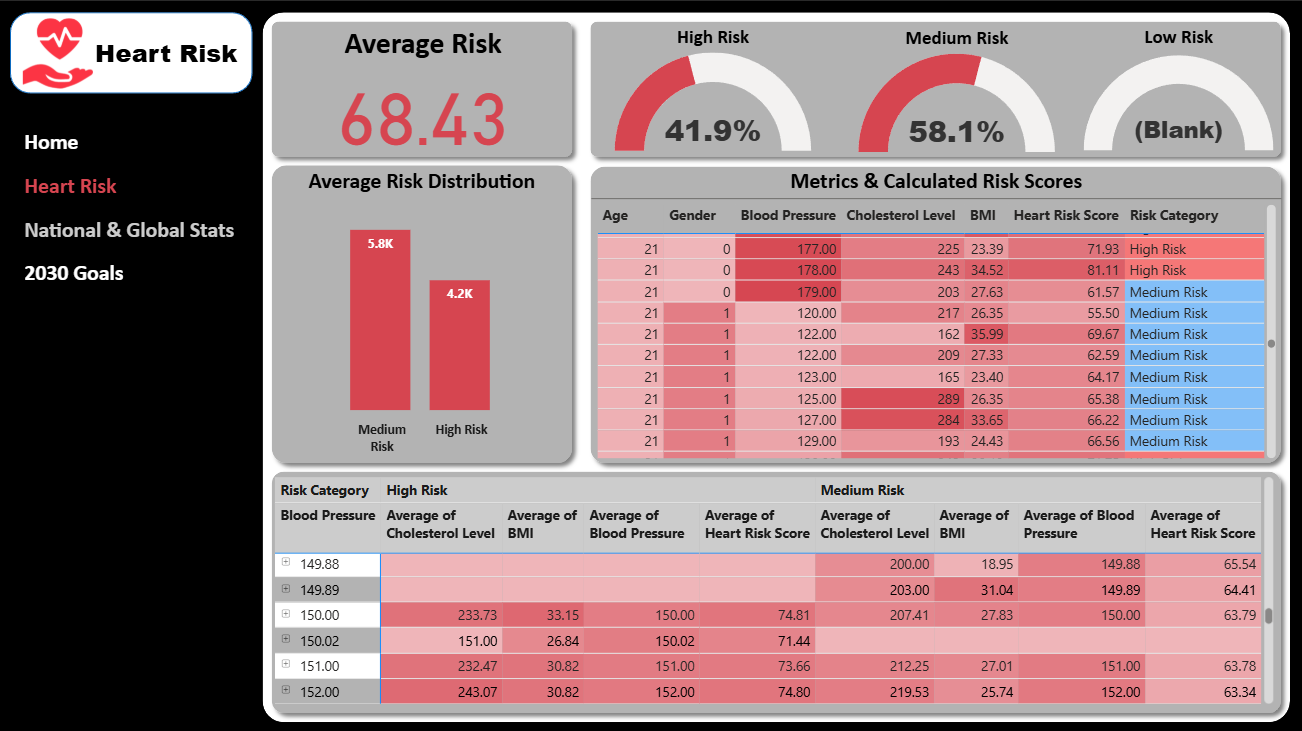 Heart Risk
Home
Heart Risk
National & Global Stats
2030 Goals
Average Risk
68.43
High Risk
41.9%
Medium Risk
58.1%
Low Risk
(Blank)
Average Risk Distribution
5.8K
4.2K
Medium
Risk
High Risk
Metrics & Calculated Risk Scores
Age Gender Blood Pressure Cholesterol Level BMI Heart Risk Score Risk Category
21 0 177.00 225 23.39 71.93 High Risk
21 0 178.00 243 34.52 81.11 High Risk
21 0 179.00 203 27.63 61.57 Medium Risk
21 1 120.00 217 26.35 55.50 Medium Risk
21 1 122.00 162 35.99 69.67 Medium Risk
21 1 122.00 209 27.33 62.59 Medium Risk
21 1 123.00 165 23.40 64.17 Medium Risk
21 1 125.00 289 26.35 65.38 Medium Risk
21 1 127.00 284 33.65 66.22 Medium Risk
21 1 129.00 193 24.43 66.56 Medium Risk
Risk Category High Risk Medium Risk
Blood Pressure Average of Cholesterol Level Average of BMI Average of Blood Pressure Average of Heart Risk Score Average of Cholesterol Level Average of BMI Average of Blood Pressure Average of Heart Risk Score
149.88 200.00 18.95 149.88 65.54
149.89 203.00 31.04 149.89 64.41
150.00 233.73 33.15 150.00 74.81 207.41 27.83 150.00 63.79
150.02 151.00 26.84 150.02 71.44
151.00 232.47 30.82 151.00 73.66 212.25 27.01 151.00 63.78
152.00 243.07 30.82 152.00 74.80 219.53 25.74 152.00 63.34